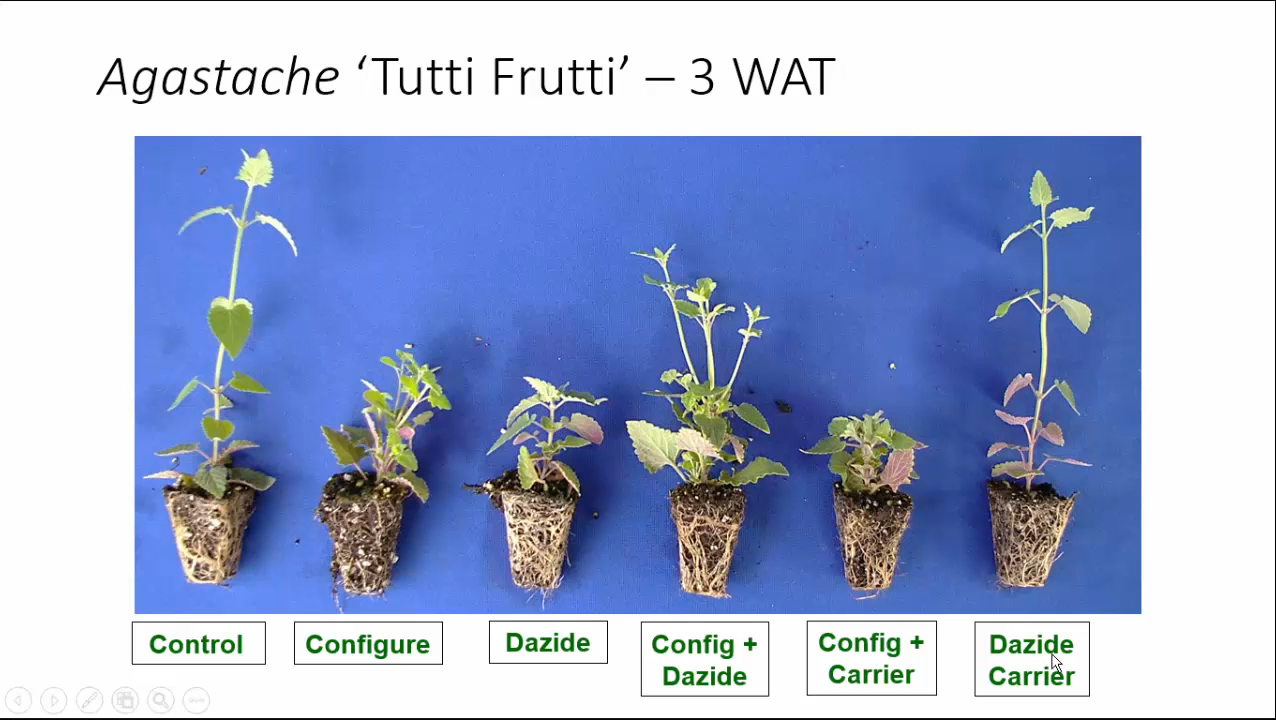 Agastache ‘Tutti Frutti’ – 3 WAT
Control
Configure
Dazide
Config +
Dazide
Config +
Carrier
Dazide
Carrier